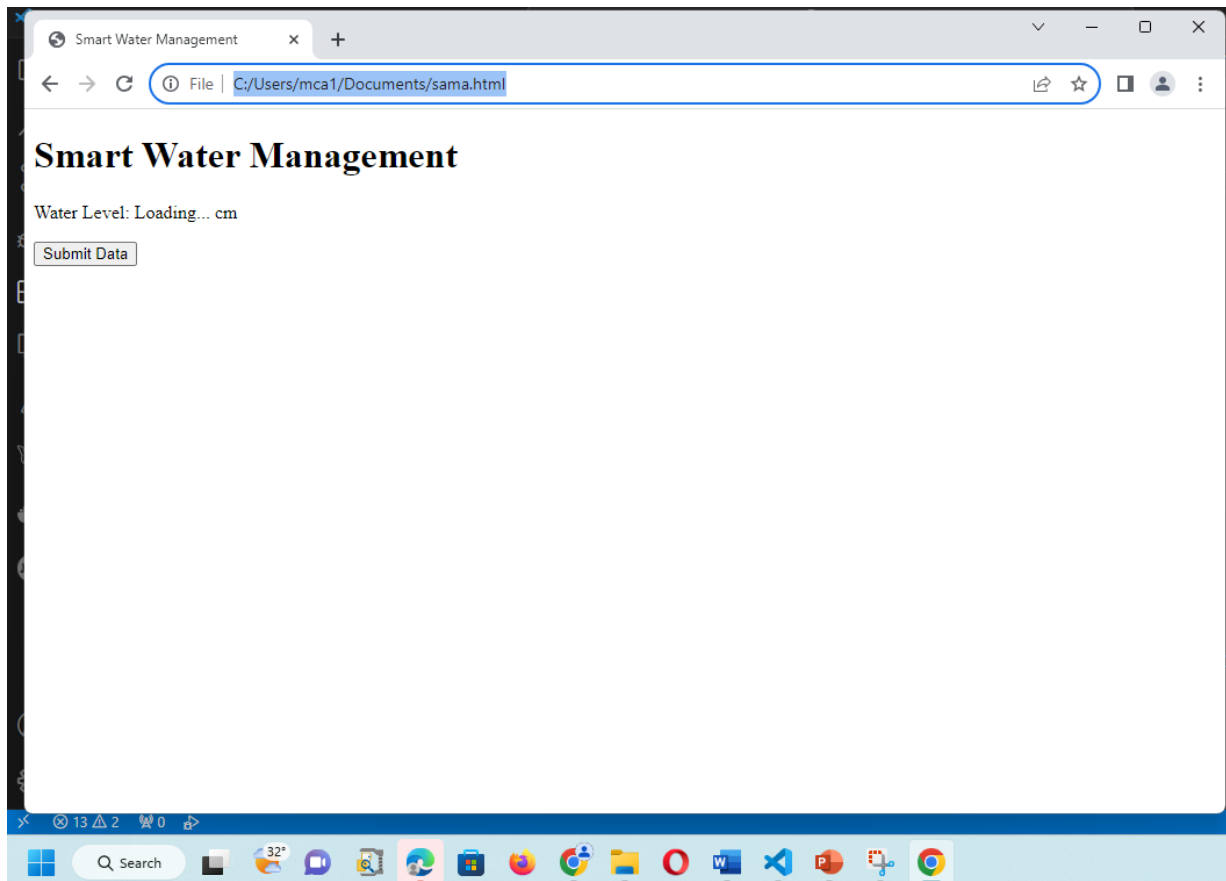 Smart Water Management
File C:/Users/mca1/Documents/sama.html
Smart Water Management
Water Level: Loading... cm
Submit Data
13 2 0
32°
Search